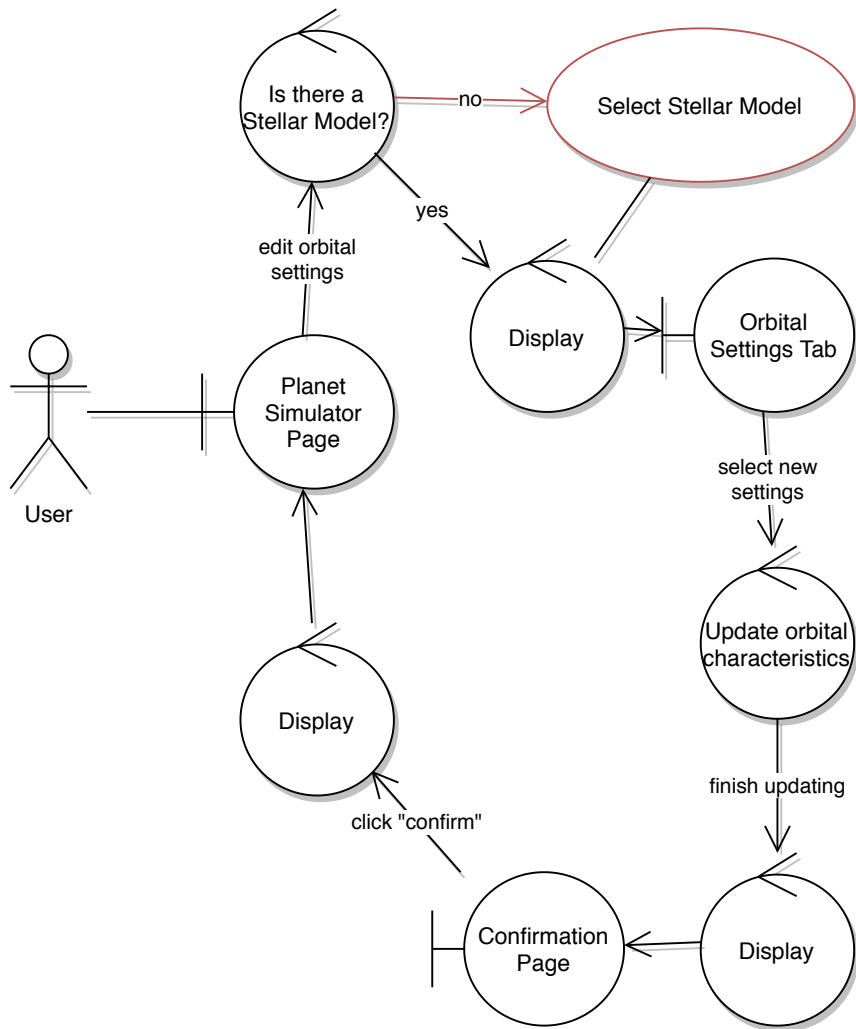 Is there a
Stellar Model?
no
Select Stellar Model
yes
edit orbital
settings
Display
Orbital
Settings Tab
Planet
Simulator
Page
User
select new
settings
Update orbital
characteristics
Display
finish updating
click "confirm"
Confirmation
Page
Display